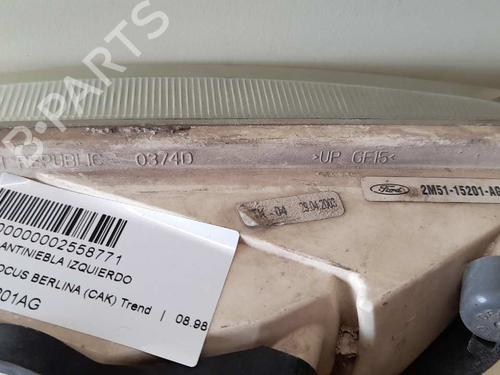 B-PARTS
REPUBLIC 0374D >UP GF15<
Ford 2M51-15201-AG
TK-04 29.04.2003
00000002558771
ANTINIEBLA IZQUIERDO
OCUS BERLINA (CAK) Trend | 08.98
201AG